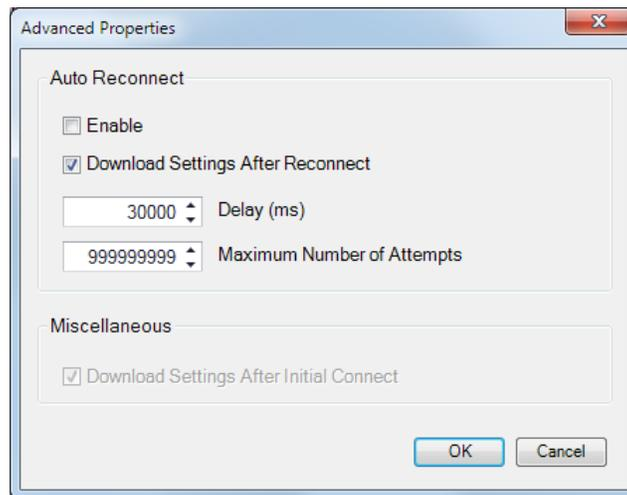 Advanced Properties
Auto Reconnect
Enable
Download Settings After Reconnect
30000 Delay (ms)
999999999 Maximum Number of Attempts
Miscellaneous
Download Settings After Initial Connect
OK Cancel